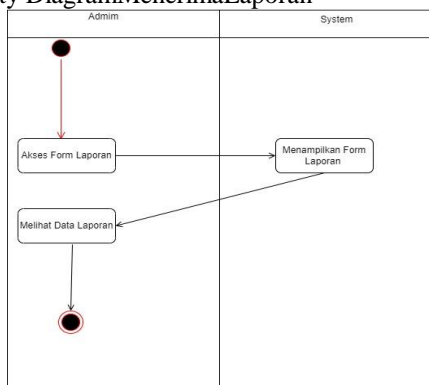 ty DiagramMenerimaLaporan
Admim
System
Akses Form Laporan
Menampilkan Form
Laporan
Melihat Data Laporan